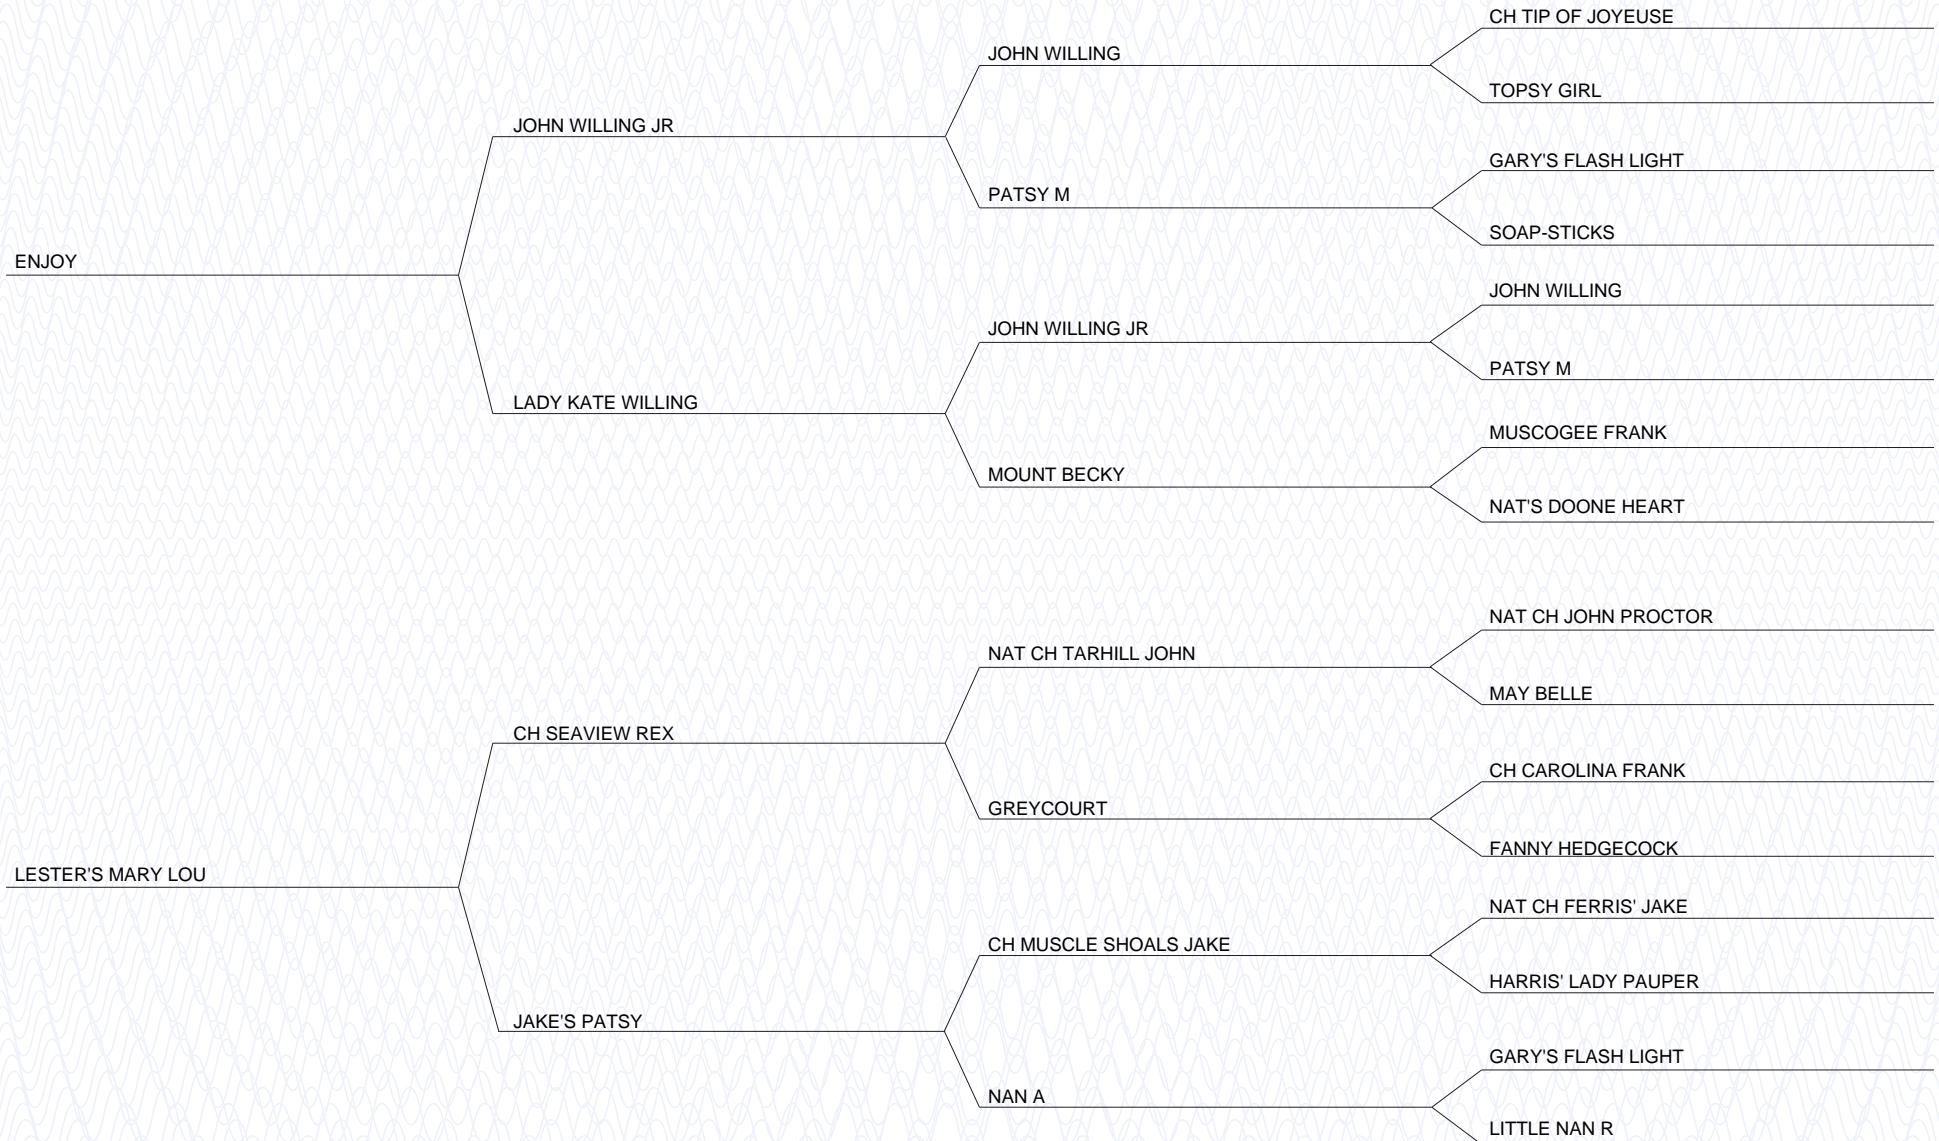 CH TIP OF JOYEUSE
JOHN WILLING
TOPSY GIRL
JOHN WILLING JR
GARY'S FLASH LIGHT
PATSY M
SOAP-STICKS
ENJOY
JOHN WILLING
JOHN WILLING JR
PATSY M
LADY KATE WILLING
MUSCOGEE FRANK
MOUNT BECKY
NAT'S DOONE HEART
NAT CH JOHN PROCTOR
NAT CH TARHILL JOHN
MAY BELLE
CH SEAVIEW REX
CH CAROLINA FRANK
GREYCOURT
FANNY HEDGECOCK
LESTER'S MARY LOU
NAT CH FERRIS' JAKE
CH MUSCLE SHOALS JAKE
HARRIS' LADY PAUPER
JAKE'S PATSY
GARY'S FLASH LIGHT
NAN A
LITTLE NAN R